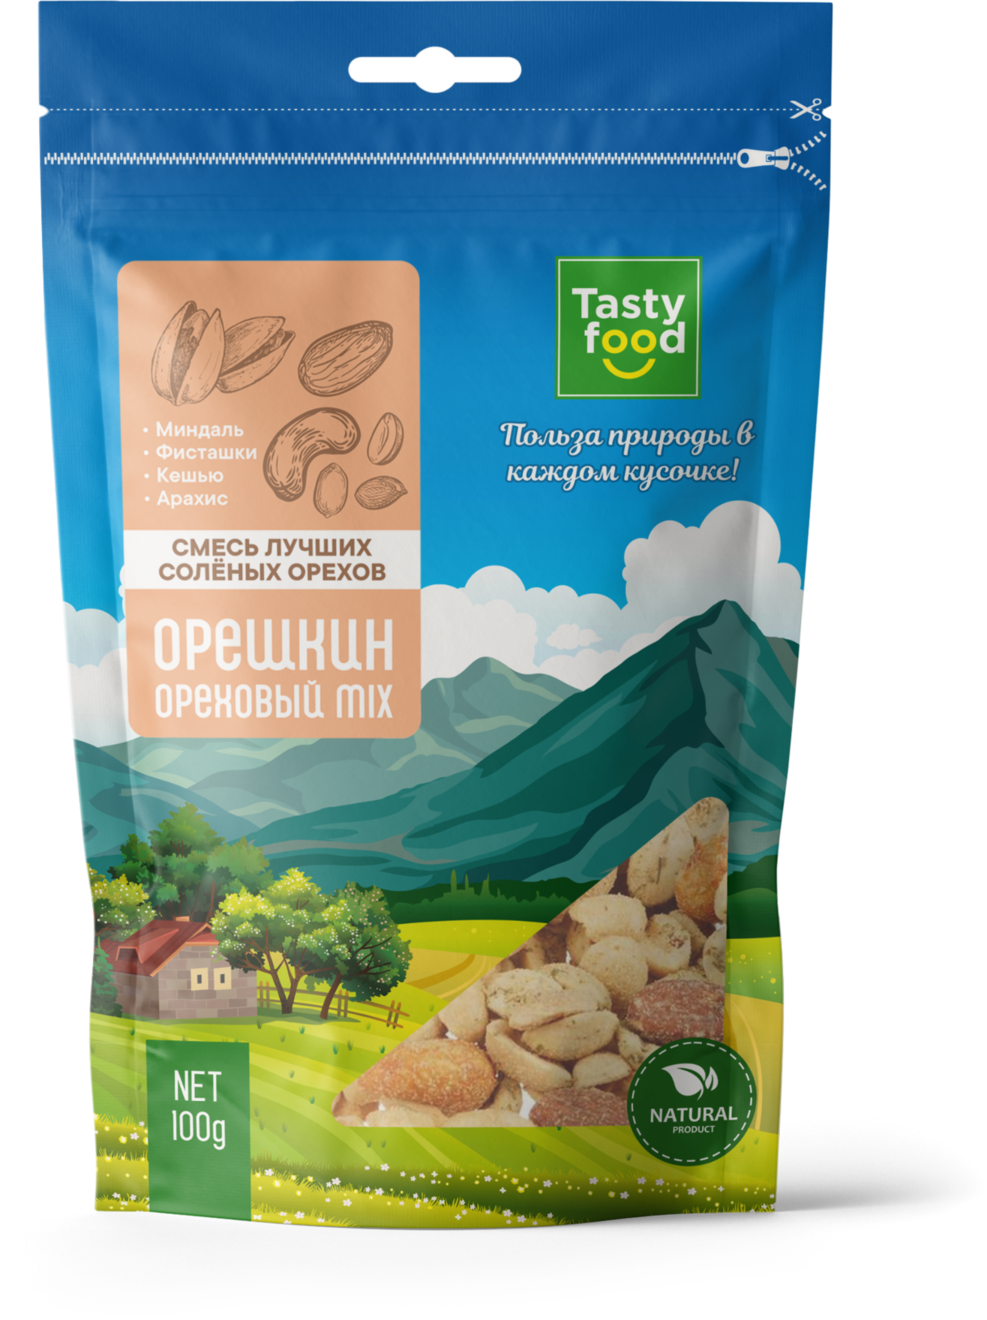 Tasty
food
Польза природы в
каждом кусочке!
• Миндаль
• Фисташки
• Кешью
• Арахис
СМЕСЬ ЛУЧШИХ
СОЛЁНЫХ ОРЕХОВ
ОРЕШКИН
ОРЕХОВЫЙ MIX
NET
100g
NATURAL
PRODUCT